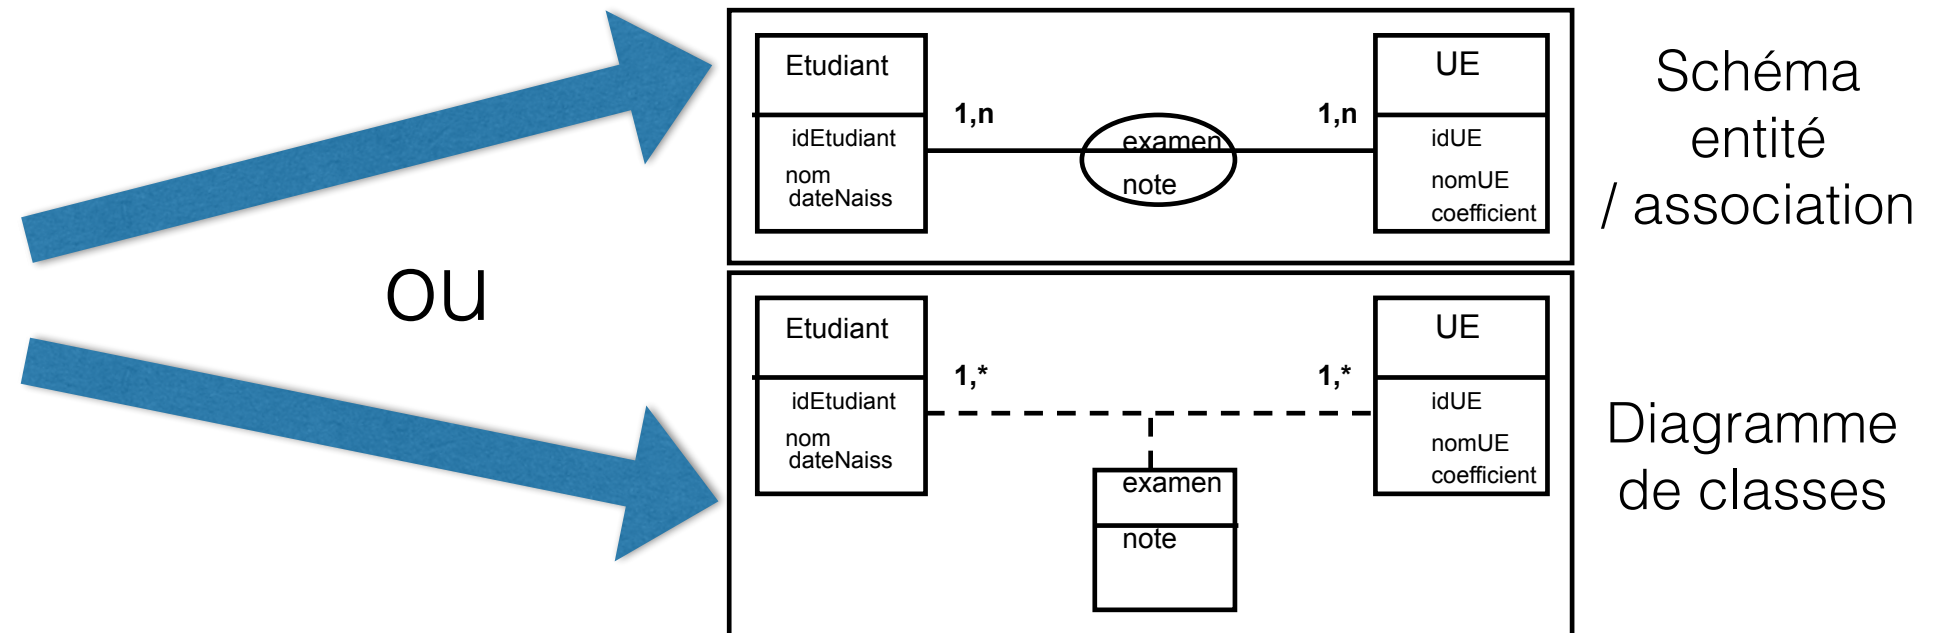 Etudiant
1,n
idEtudiant
nom
dateNaiss
examen
note
1,n
UE
idUE
nomUE
coefficient
Schéma
entité
/ association
ou
Etudiant
1,*
idEtudiant
nom
dateNaiss
examen
note
1,*
UE
idUE
nomUE
coefficient
Diagramme
de classes